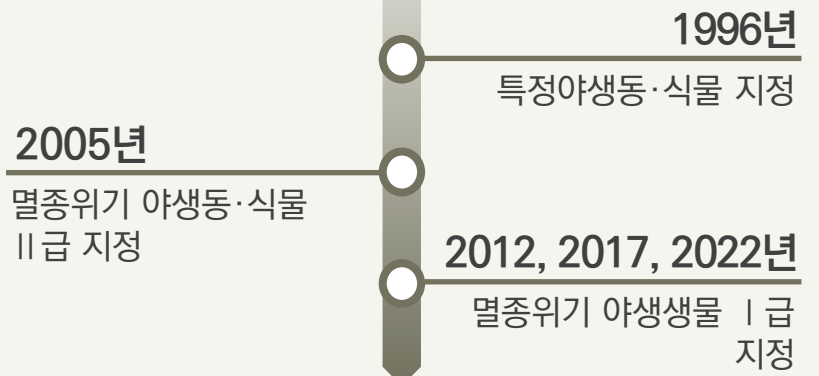 1996년
특정야생동·식물 지정
2005년
멸종위기 야생동·식물
Ⅱ급 지정
2012, 2017, 2022년
멸종위기 야생생물 Ⅰ급
지정